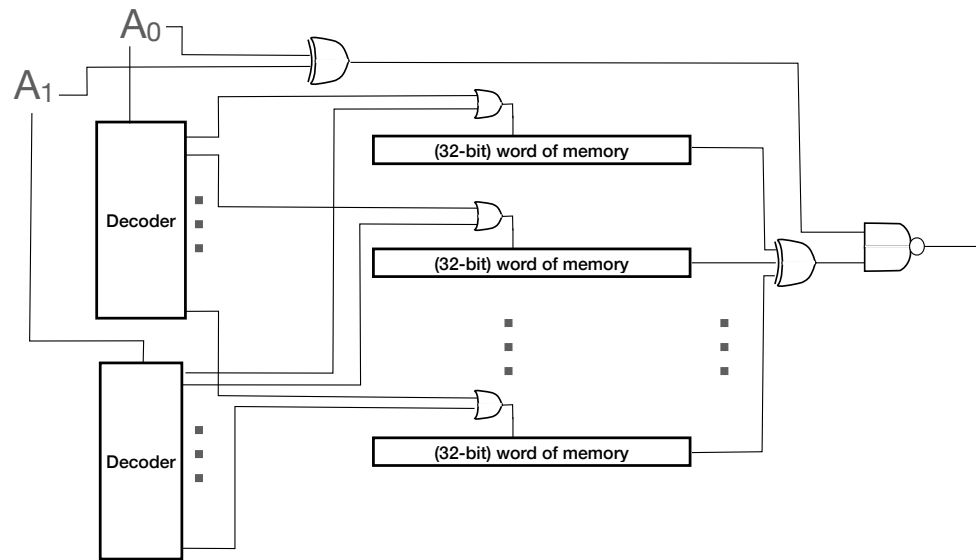 A0
A1
(32-bit) word of memory
Decoder
(32-bit) word of memory
(32-bit) word of memory
Decoder